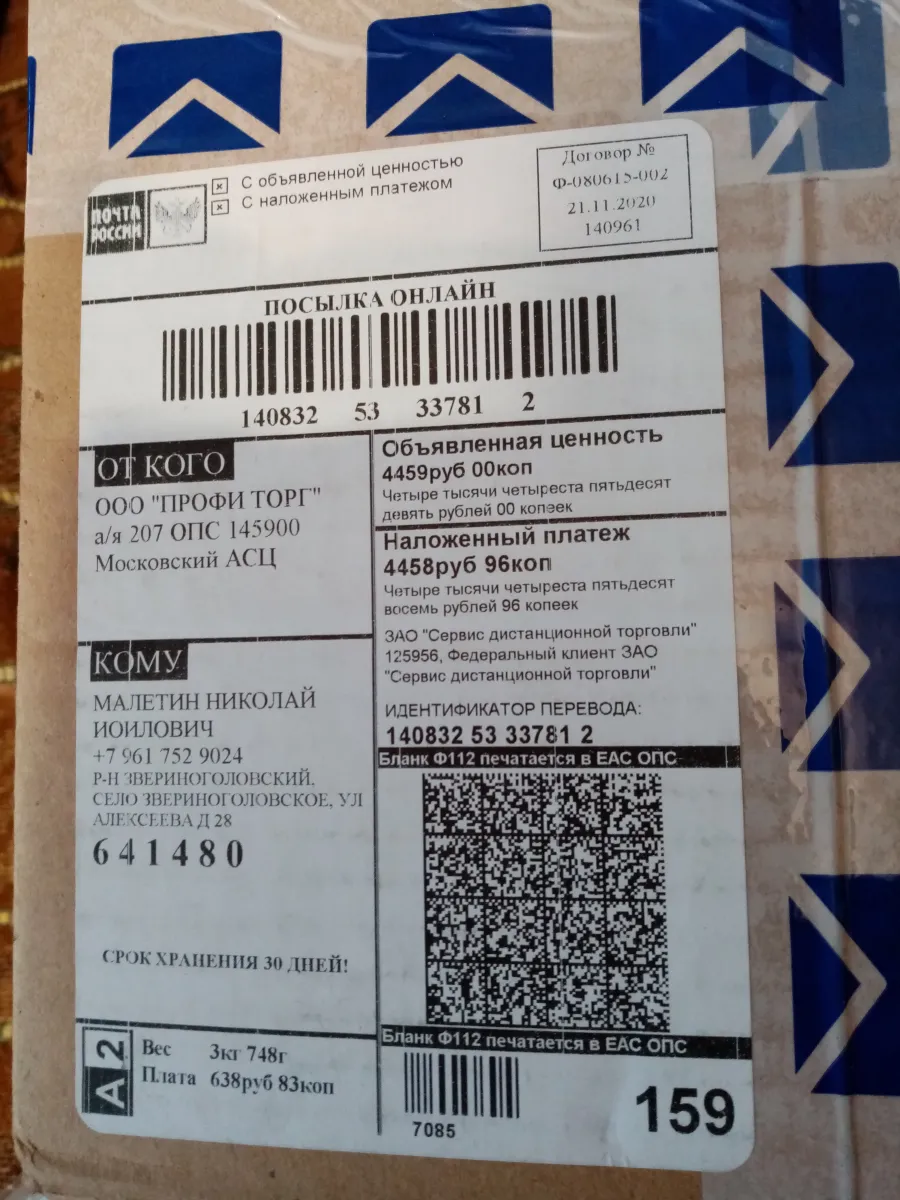 ПОЧТА
РОССИИ
С объявленной ценностью
С наложенным платежом
Договор №
Ф-080615-002
21.11.2020
140961
ПОСЫЛКА ОНЛАЙН
140832 53 33781 2
ОТ КОГО
ООО "ПРОФИ ТОРГ"
а/я 207 ОПС 145900
Московский АСЦ
Объявленная ценность
4459руб 00коп
Четыре тысячи четыреста пятьдесят
девять рублей 00 копеек
Наложенный платеж
4458руб 96коп
Четыре тысячи четыреста пятьдесят
восемь рублей 96 копеек
ЗАО "Сервис дистанционной торговли"
125956, Федеральный клиент ЗАО
"Сервис дистанционной торговли"
ИДЕНТИФИКАТОР ПЕРЕВОДА:
140832 53 33781 2
Бланк Ф112 печатается в ЕАС ОПС
КОМУ
МАЛЕТИН НИКОЛАЙ
ИОИЛОВИЧ
+7 961 752 9024
Р-Н ЗВЕРИНОГОЛОВСКИЙ,
СЕЛО ЗВЕРИНОГОЛОВСКОЕ, УЛ
АЛЕКСЕЕВА Д 28
641480
СРОК ХРАНЕНИЯ 30 ДНЕЙ!
A2
Вес 3кг 748г
Плата 638руб 83коп
Бланк Ф112 печатается в ЕАС ОПС
7085
159